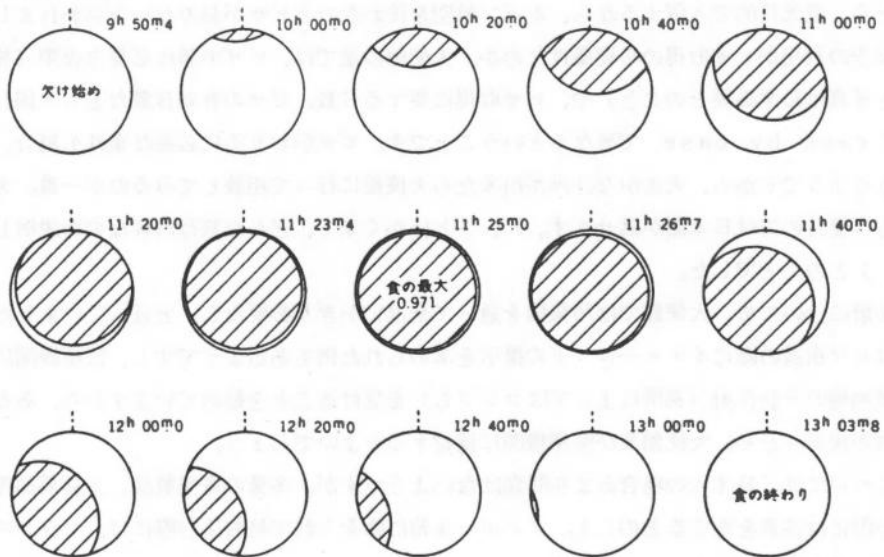 9ʰ 50ᵐ4
10ʰ 00ᵐ0
10ʰ 20ᵐ0
10ʰ 40ᵐ0
11ʰ 00ᵐ0
欠け始め
11ʰ 20ᵐ0
11ʰ 23ᵐ4
11ʰ 25ᵐ0
11ʰ 26ᵐ7
11ʰ 40ᵐ0
食の最大
0.971
12ʰ 00ᵐ0
12ʰ 20ᵐ0
12ʰ 40ᵐ0
13ʰ 00ᵐ0
13ʰ 03ᵐ8
食の終わり